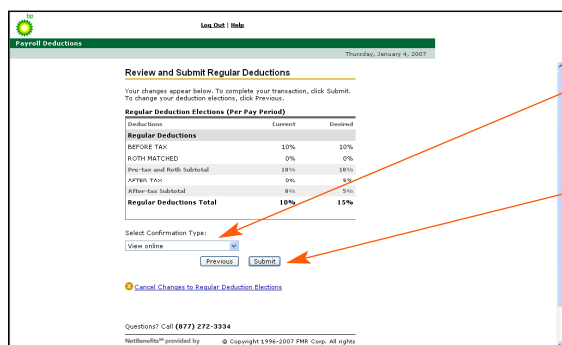 bp
Log Out | Help
Payroll Deductions
Thursday, January 4, 2007
Review and Submit Regular Deductions
Your changes appear below. To complete your transaction, click Submit.
To change your deduction elections, click Previous.
Regular Deduction Elections (Per Pay Period)
Deductions Current Desired
Regular Deductions
BEFORE TAX 10% 10%
ROTH MATCHED 0% 0%
Pre-tax and Roth Subtotal 10% 10%
AFTER TAX 0% 5%
After-tax Subtotal 0% 5%
Regular Deductions Total 10% 15%
Select Confirmation Type:
View online
Previous Submit
Cancel Changes to Regular Deduction Elections
Questions? Call (877) 272-3334
NetBenefits℠ provided by © Copyright 1996-2007 FMR Corp. All rights